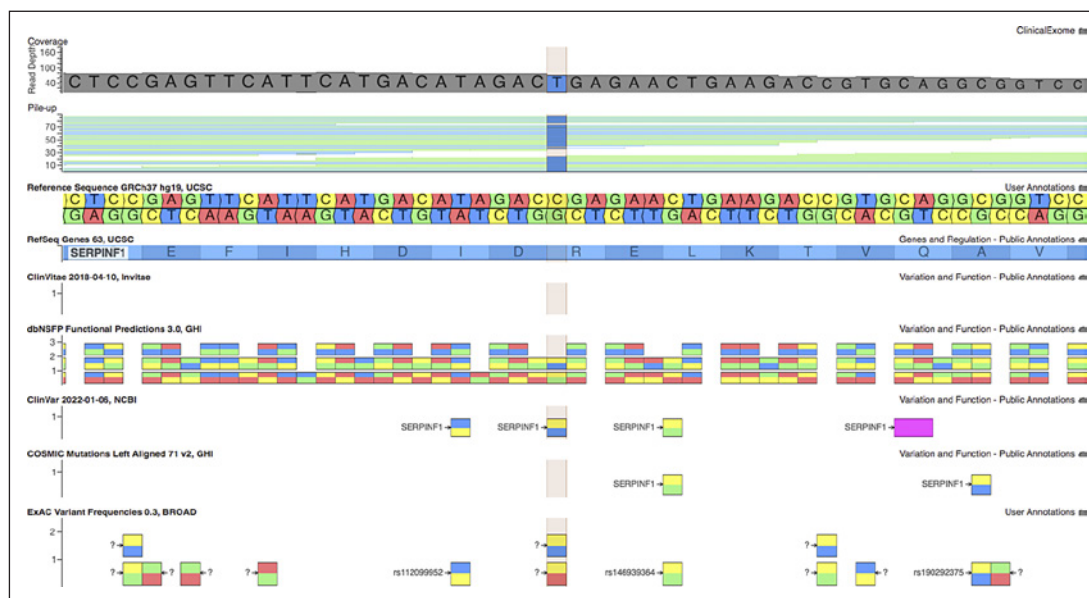 ClinicalExome
Coverage
Read Depth
160
100
40
C T C C G A G T T C A T T C A T G A C A T A G A C T G A G A A C T G A A G A C C G T G C A G G C G G T C C
Pile-up
70
50
30
10
Reference Sequence GRCh37 hg19, UCSC User Annotations
C T C C G A G T T C A T T C A T G A C A T A G A C C G A G A A C T G A A G A C C G T G C A G G C G G T C C
G A G G C T C A A G T A A G T A C T G T A T C T G G C T C T T G A C T T C T G G C A C G T C C G C C A G G
RefSeq Genes 63, UCSC Genes and Regulation - Public Annotations
SERPINF1 E F I H D I D R E L K T V Q A V
ClinVitae 2018-04-10, Invitae Variation and Function - Public Annotations
1
dbNSFP Functional Predictions 3.0, GHI Variation and Function - Public Annotations
3
2
1
ClinVar 2022-01-06, NCBI Variation and Function - Public Annotations
1
SERPINF1 SERPINF1 SERPINF1 SERPINF1
COSMIC Mutations Left Aligned 71 v2, GHI Variation and Function - Public Annotations
1
SERPINF1 SERPINF1
ExAC Variant Frequencies 0.3, BROAD User Annotations
2
? ? ?
1
? ? ? ? rs112099952 ? rs146939364 ? ? rs190292375 ?